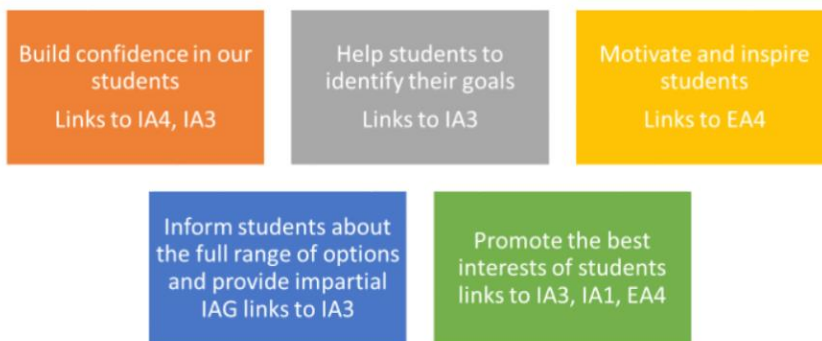 Build confidence in our
students
Links to IA4, IA3
Help students to
identify their goals
Links to IA3
Motivate and inspire
students
Links to EA4
Inform students about
the full range of options
and provide impartial
IAG links to IA3
Promote the best
interests of students
links to IA3, IA1, EA4